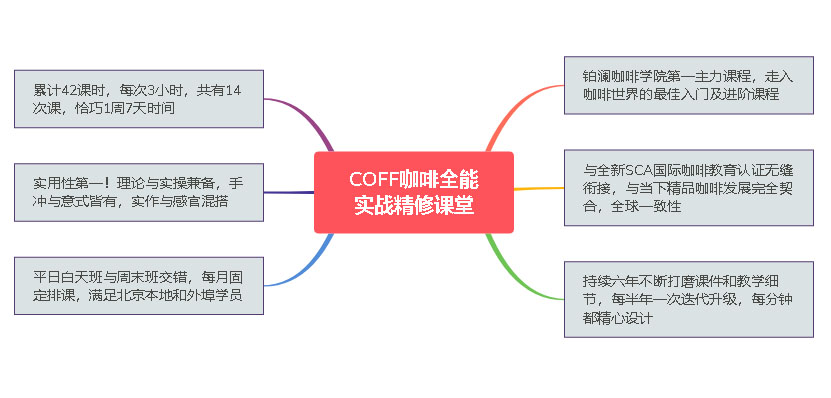 COFF咖啡全能
实战精修课堂
累计42课时，每次3小时，共有14
次课，恰巧1周7天时间
实用性第一！理论与实操兼备，手
冲与意式皆有，实作与感官混搭
平日白天班与周末班交错，每月固
定排课，满足北京本地和外埠学员
铂澜咖啡学院第一主力课程，走入
咖啡世界的最佳入门及进阶课程
与全新SCA国际咖啡教育认证无缝
衔接，与当下精品咖啡发展完全契
合，全球一致性
持续六年不断打磨课件和教学细
节，每半年一次迭代升级，每分钟
都精心设计